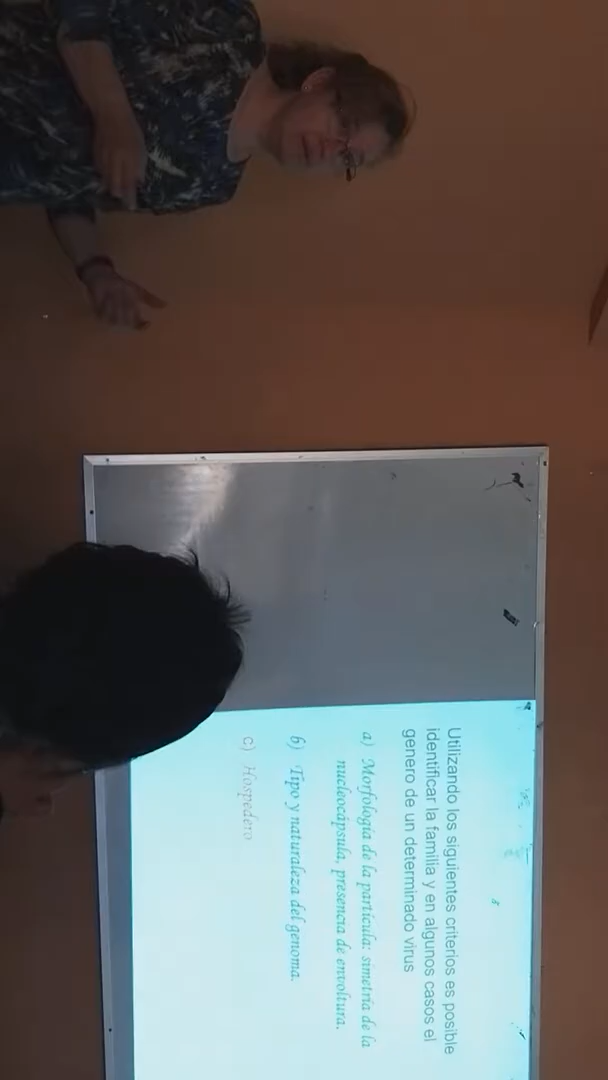 Utilizando los siguientes criterios es posible
identificar la familia y en algunos casos el
genero de un determinado virus
a) Morfología de la partícula: simetría de la
nucleocápsula, presencia de envoltura.
b) Tipo y naturaleza del genoma.
c) Hospedero